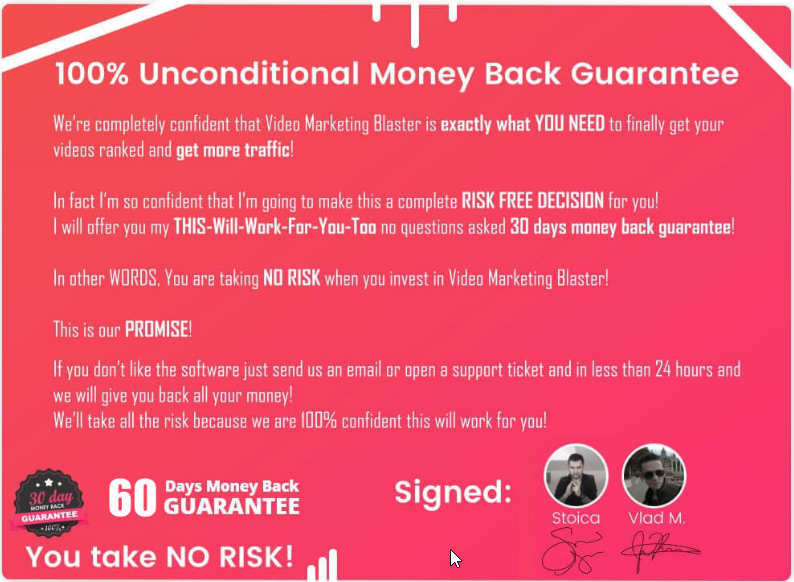 100% Unconditional Money Back Guarantee
We're completely confident that Video Marketing Blaster is exactly what YOU NEED to finally get your
videos ranked and get more traffic!
In fact I'm so confident that I'm going to make this a complete RISK FREE DECISION for you!
I will offer you my THIS-Will-Work-For-You-Too no questions asked 30 days money back guarantee!
In other WORDS, You are taking NO RISK when you invest in Video Marketing Blaster!
This is our PROMISE!
If you don't like the software just send us an email or open a support ticket and in less than 24 hours and
we will give you back all your money!
We'll take all the risk because we are 100% confident this will work for you!
30 day
MONEY BACK
GUARANTEE
100%
60 Days Money Back
GUARANTEE
Signed:
Stoica
Vlad M.
You take NO RISK!